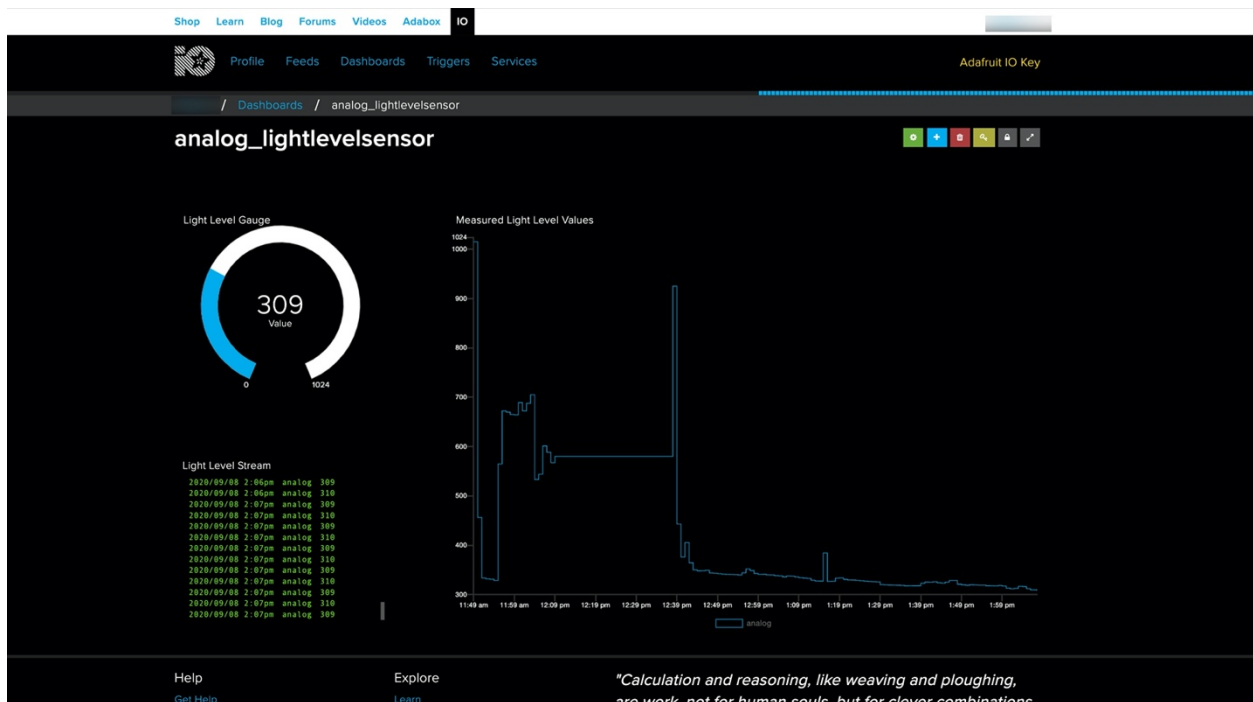 Shop Learn Blog Forums Videos Adabox IO
Profile Feeds Dashboards Triggers Services
Adafruit IO Key
/ Dashboards / analog_lightlevelsensor
analog_lightlevelsensor
Light Level Gauge
309
Value
0
1024
Measured Light Level Values
1024
1000
900
800
700
600
500
400
300
11:49 am 11:59 am 12:09 pm 12:19 pm 12:29 pm 12:39 pm 12:49 pm 12:59 pm 1:09 pm 1:19 pm 1:29 pm 1:39 pm 1:49 pm 1:59 pm
analog
Light Level Stream
2020/09/08 2:06pm analog 309
2020/09/08 2:06pm analog 310
2020/09/08 2:07pm analog 309
2020/09/08 2:07pm analog 310
2020/09/08 2:07pm analog 309
2020/09/08 2:07pm analog 310
2020/09/08 2:07pm analog 309
2020/09/08 2:07pm analog 310
2020/09/08 2:07pm analog 309
2020/09/08 2:07pm analog 310
2020/09/08 2:07pm analog 309
2020/09/08 2:07pm analog 310
2020/09/08 2:07pm analog 309
Help
Get Help
Explore
Learn
"Calculation and reasoning, like weaving and ploughing,
are work, not for human souls, but for clever combinations